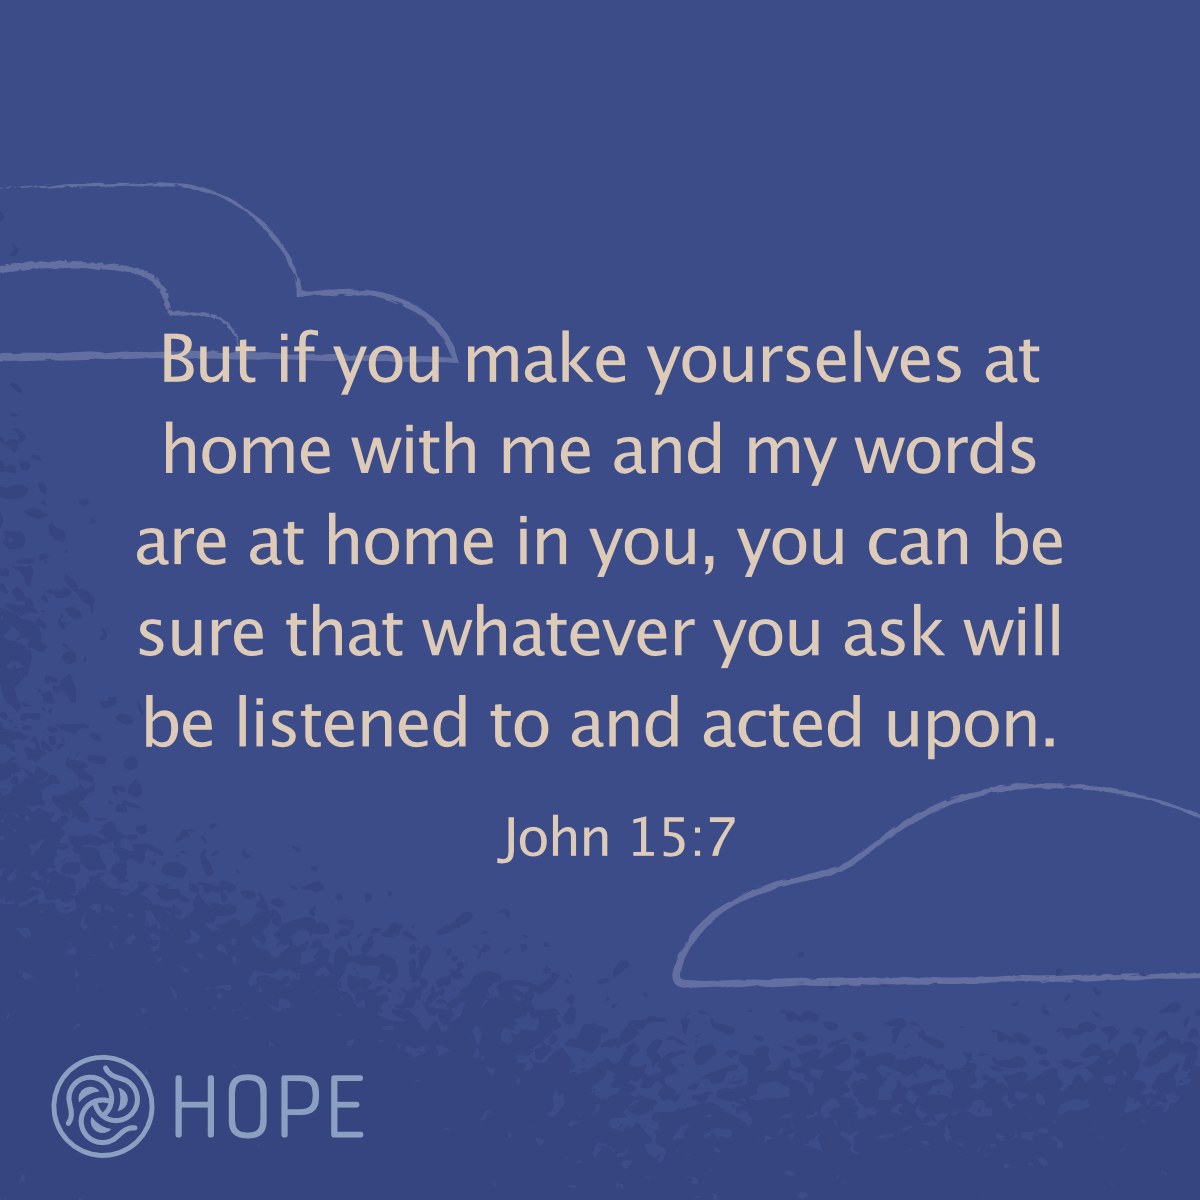 But if you make yourselves at
home with me and my words
are at home in you, you can be
sure that whatever you ask will
be listened to and acted upon.
John 15:7
HOPE